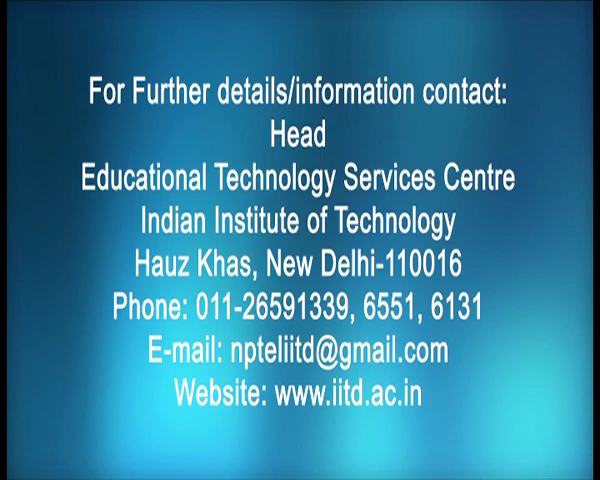 For Further details/information contact:
Head
Educational Technology Services Centre
Indian Institute of Technology
Hauz Khas, New Delhi-110016
Phone: 011-26591339, 6551, 6131
E-mail: npteliitd@gmail.com
Website: www.iitd.ac.in